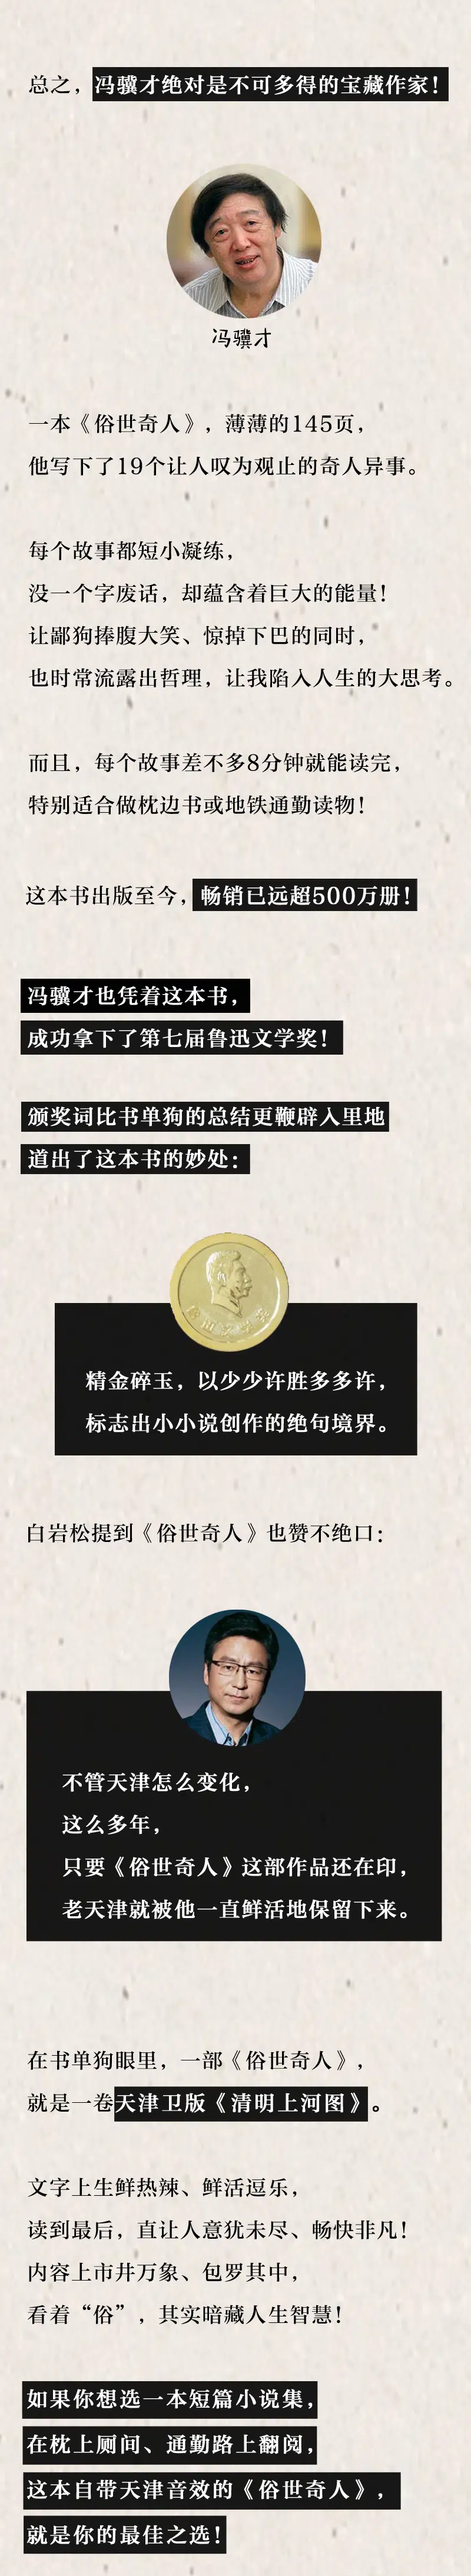 总之，冯骥才绝对是不可多得的宝藏作家！
冯骥才
一本《俗世奇人》，薄薄的145页，
他写下了19个让人叹为观止的奇人异事。
每个故事都短小凝练，
没一个字废话，却蕴含着巨大的能量！
让鄙狗捧腹大笑、惊掉下巴的同时，
也时常流露出哲理，让我陷入人生的大思考。
而且，每个故事差不多8分钟就能读完，
特别适合做枕边书或地铁通勤读物！
这本书出版至今，畅销已远超500万册！
冯骥才也凭着这本书，
成功拿下了第七届鲁迅文学奖！
颁奖词比书单狗的总结更鞭辟入里地
道出了这本书的妙处：
精金碎玉，以少少许胜多多许，
标志出小小说创作的绝句境界。
白岩松提到《俗世奇人》也赞不绝口：
不管天津怎么变化，
这么多年，
只要《俗世奇人》这部作品还在印，
老天津就被他一直鲜活地保留下来。
在书单狗眼里，一部《俗世奇人》，
就是一卷天津卫版《清明上河图》。
文字上生鲜热辣、鲜活逗乐，
读到最后，直让人意犹未尽、畅快非凡！
内容上市井万象、包罗其中，
看着“俗”，其实暗藏人生智慧！
如果你想选一本短篇小说集，
在枕上厕间、通勤路上翻阅，
这本自带天津音效的《俗世奇人》，
就是你的最佳之选！